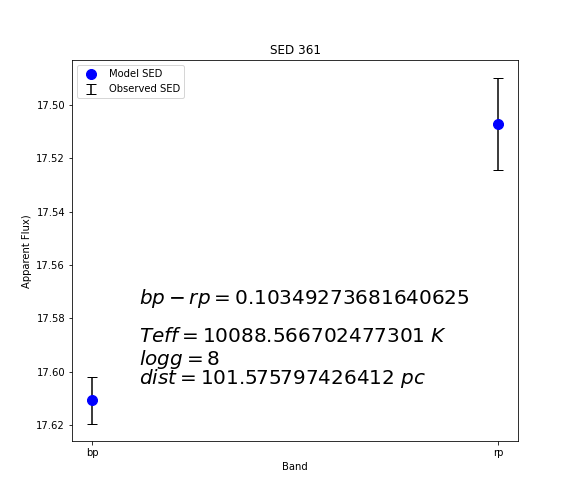 SED 361
Model SED
Observed SED
17.50
17.52
17.54
17.56
17.58
17.60
17.62
Apparent Flux)
bp − rp = 0.10349273681640625
Teff = 10088.566702477301 K
logg = 8
dist = 101.575797426412 pc
bp
rp
Band